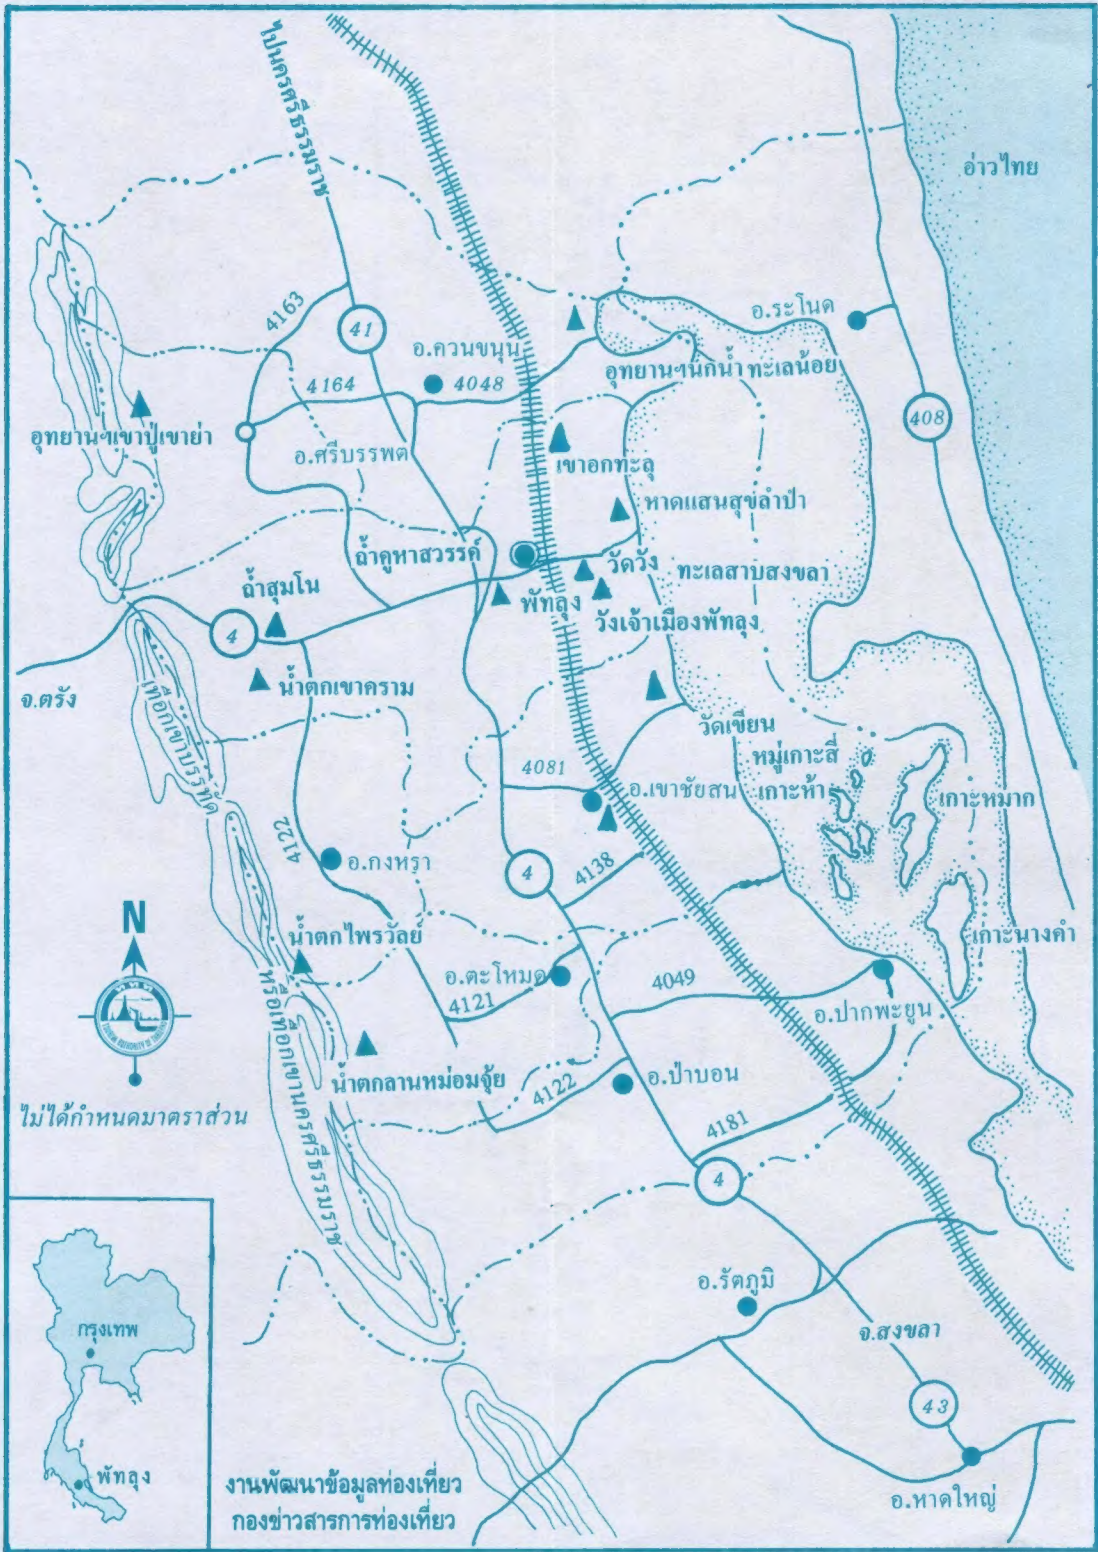 ไปนครศรีธรรมราช
อ่าวไทย
4163
41
อ.ระโนด
อ.ควนขนุน
4164
4048
อุทยานฯนกน้ำ ทะเลน้อย
408
อุทยานฯเขาปู่เขาย่า
อ.ศรีบรรพต
เขาอกทะลุ
หาดแสนสุขลำปำ
ถ้ำคูหาสวรรค์
วัดวัง
ทะเลสาบสงขลา
ถ้ำสุมโน
พัทลุง
วังเจ้าเมืองพัทลุง
4
น้ำตกเขาคราม
จ.ตรัง
เทือกเขาบรรทัด
วัดเขียน
หมู่เกาะสี่
เกาะห้า
4081
อ.เขาชัยสน
เกาะหมาก
4122
อ.กงหรา
4
4138
N
น้ำตกไพรวัลย์
เกาะนางคำ
อ.ตะโหมด
4049
4121
อ.ปากพะยูน
ททท
TOURISM AUTHORITY OF THAILAND
น้ำตกลานหม่อมจุ้ย
อ.ป่าบอน
4122
ไม่ได้กำหนดมาตราส่วน
หรือเทือกเขานครศรีธรรมราช
4181
4
อ.รัตภูมิ
จ.สงขลา
กรุงเทพ
43
พัทลุง
งานพัฒนาข้อมูลท่องเที่ยว
กองข่าวสารการท่องเที่ยว
อ.หาดใหญ่